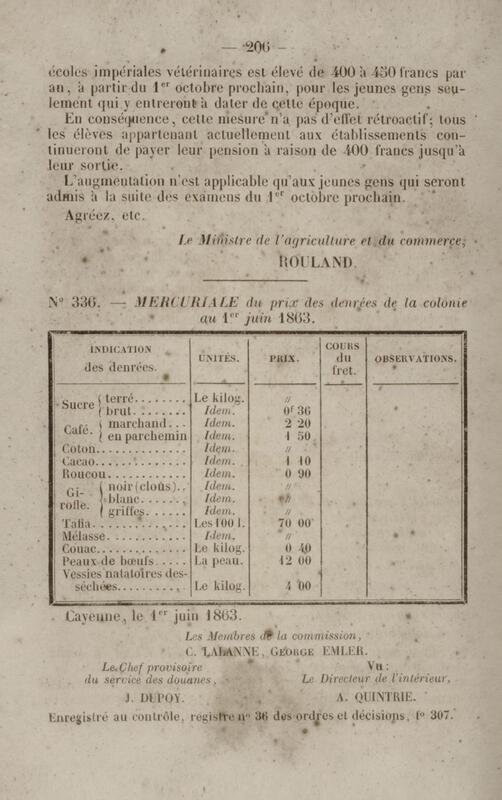 — 206 —
écoles impériales vétérinaires est élevé de 400 à 450 francs par
an, à partir du 1er octobre prochain, pour les jeunes gens seu-
lement qui y entreront à dater de cette époque.
En conséquence, cette mesure n'a pas d'effet rétroactif; tous
les élèves appartenant actuellement aux établissements con-
tinueront de payer leur pension à raison de 400 francs jusqu'à
leur sortie.
L'augmentation n'est applicable qu'aux jeunes gens qui seront
admis à la suite des examens du 1er octobre prochain.
Agréez, etc.
Le Ministre de l'agriculture et du commerce,
ROULAND.
N° 336. — MERCURIALE du prix des denrées de la colonie
au 1er juin 1863.
INDICATION des denrées. UNITÉS. PRIX. COURS du fret. OBSERVATIONS.
Sucre { terré........ Le kilog. "
{ brut........ Idem. 0f 36
Café. { marchand... Idem. 2 20
{ en parchemin Idem. 1 50
Coton............ Idem. "
Cacao............ Idem. 1 10
Roucou............ Idem. 0 90
Gi-rofle. { noir (clous).. Idem. "
{ blanc....... Idem. "
{ griffes...... Idem. "
Tafia............ Les 100 l. 70 00
Mélasse............ Idem. "
Couac............ Le kilog. 0 40
Peaux de bœufs..... La peau. 12 00
Vessies natatoires des-
séchées.......... Le kilog. 4 00
Cayenne, le 1er juin 1863.
Les Membres de la commission,
C. LALANNE, GEORGE EMLER.
Le Chef provisoire
du service des douanes,
J. DUPOY.
Vu :
Le Directeur de l'intérieur,
A. QUINTRIE.
Enregistré au contrôle, registre n° 36 des ordres et décisions, f° 307.